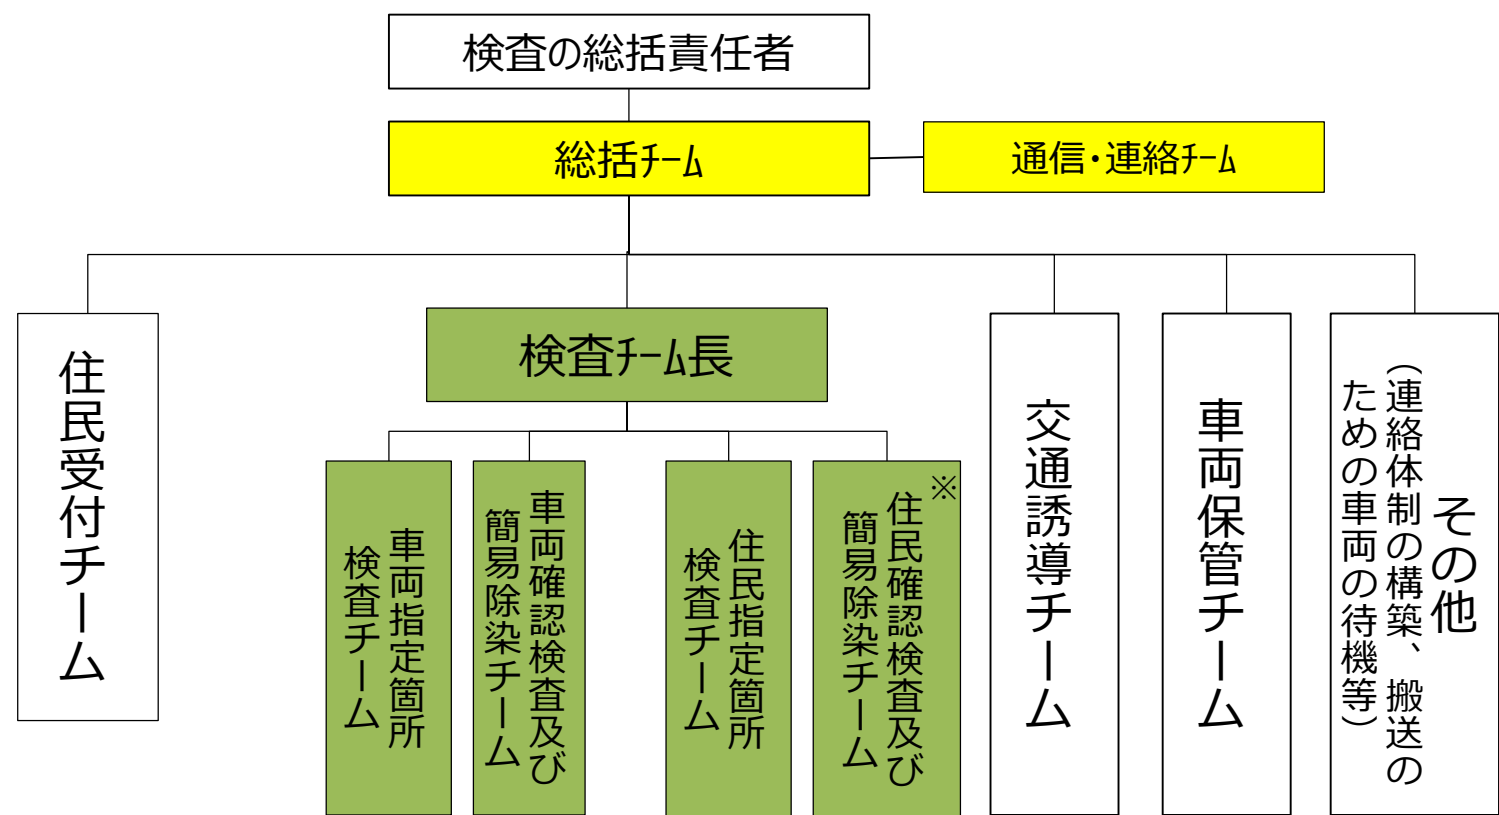 検査の総括責任者
総括ﾁｰﾑ
通信・連絡ﾁｰﾑ
住民受付チーム
検査ﾁｰﾑ長
車両指定箇所
検査チーム
車両確認検査及び
簡易除染チーム
住民指定箇所
検査チーム
※
住民確認検査及び
簡易除染チーム
交通誘導チーム
車両保管チーム
その他
（連絡体制の構築、搬送の
ための車両の待機等）